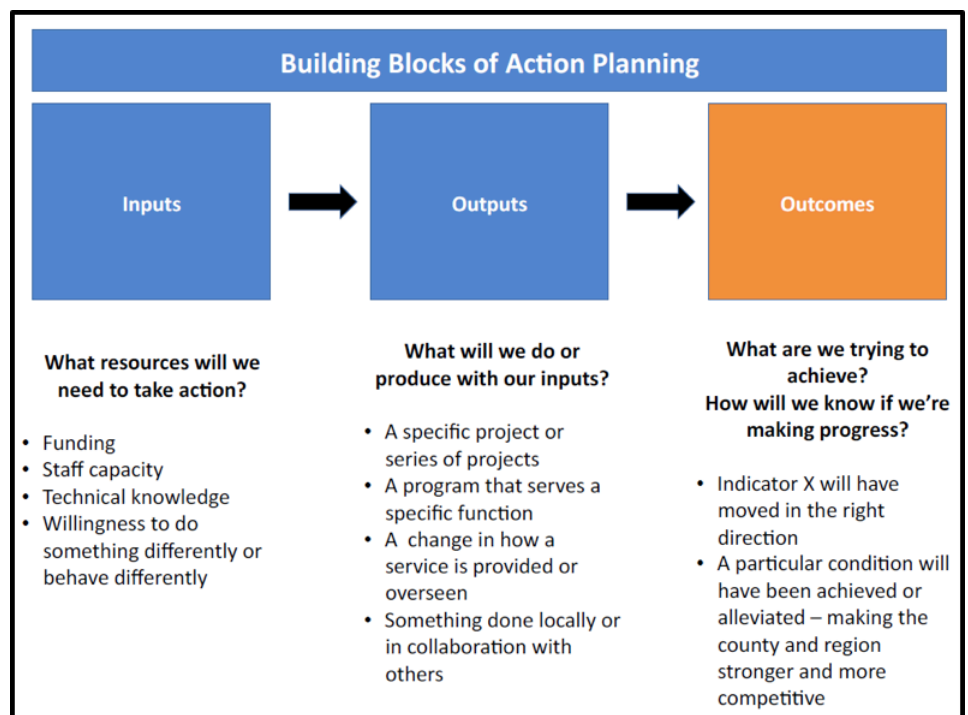 Building Blocks of Action Planning
Inputs
Outputs
Outcomes
What resources will we
need to take action?
• Funding
• Staff capacity
• Technical knowledge
• Willingness to do
something differently or
behave differently
What will we do or
produce with our inputs?
• A specific project or
series of projects
• A program that serves a
specific function
• A change in how a
service is provided or
overseen
• Something done locally or
in collaboration with
others
What are we trying to
achieve?
How will we know if we’re
making progress?
• Indicator X will have
moved in the right
direction
• A particular condition will
have been achieved or
alleviated – making the
county and region
stronger and more
competitive